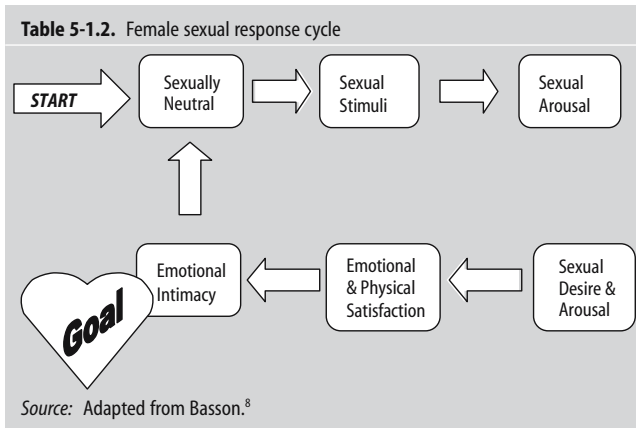 Table 5-1.2. Female sexual response cycle
START
Sexually
Neutral
Sexual
Stimuli
Sexual
Arousal
Goal
Emotional
Intimacy
Emotional
& Physical
Satisfaction
Sexual
Desire &
Arousal
Source: Adapted from Basson.8